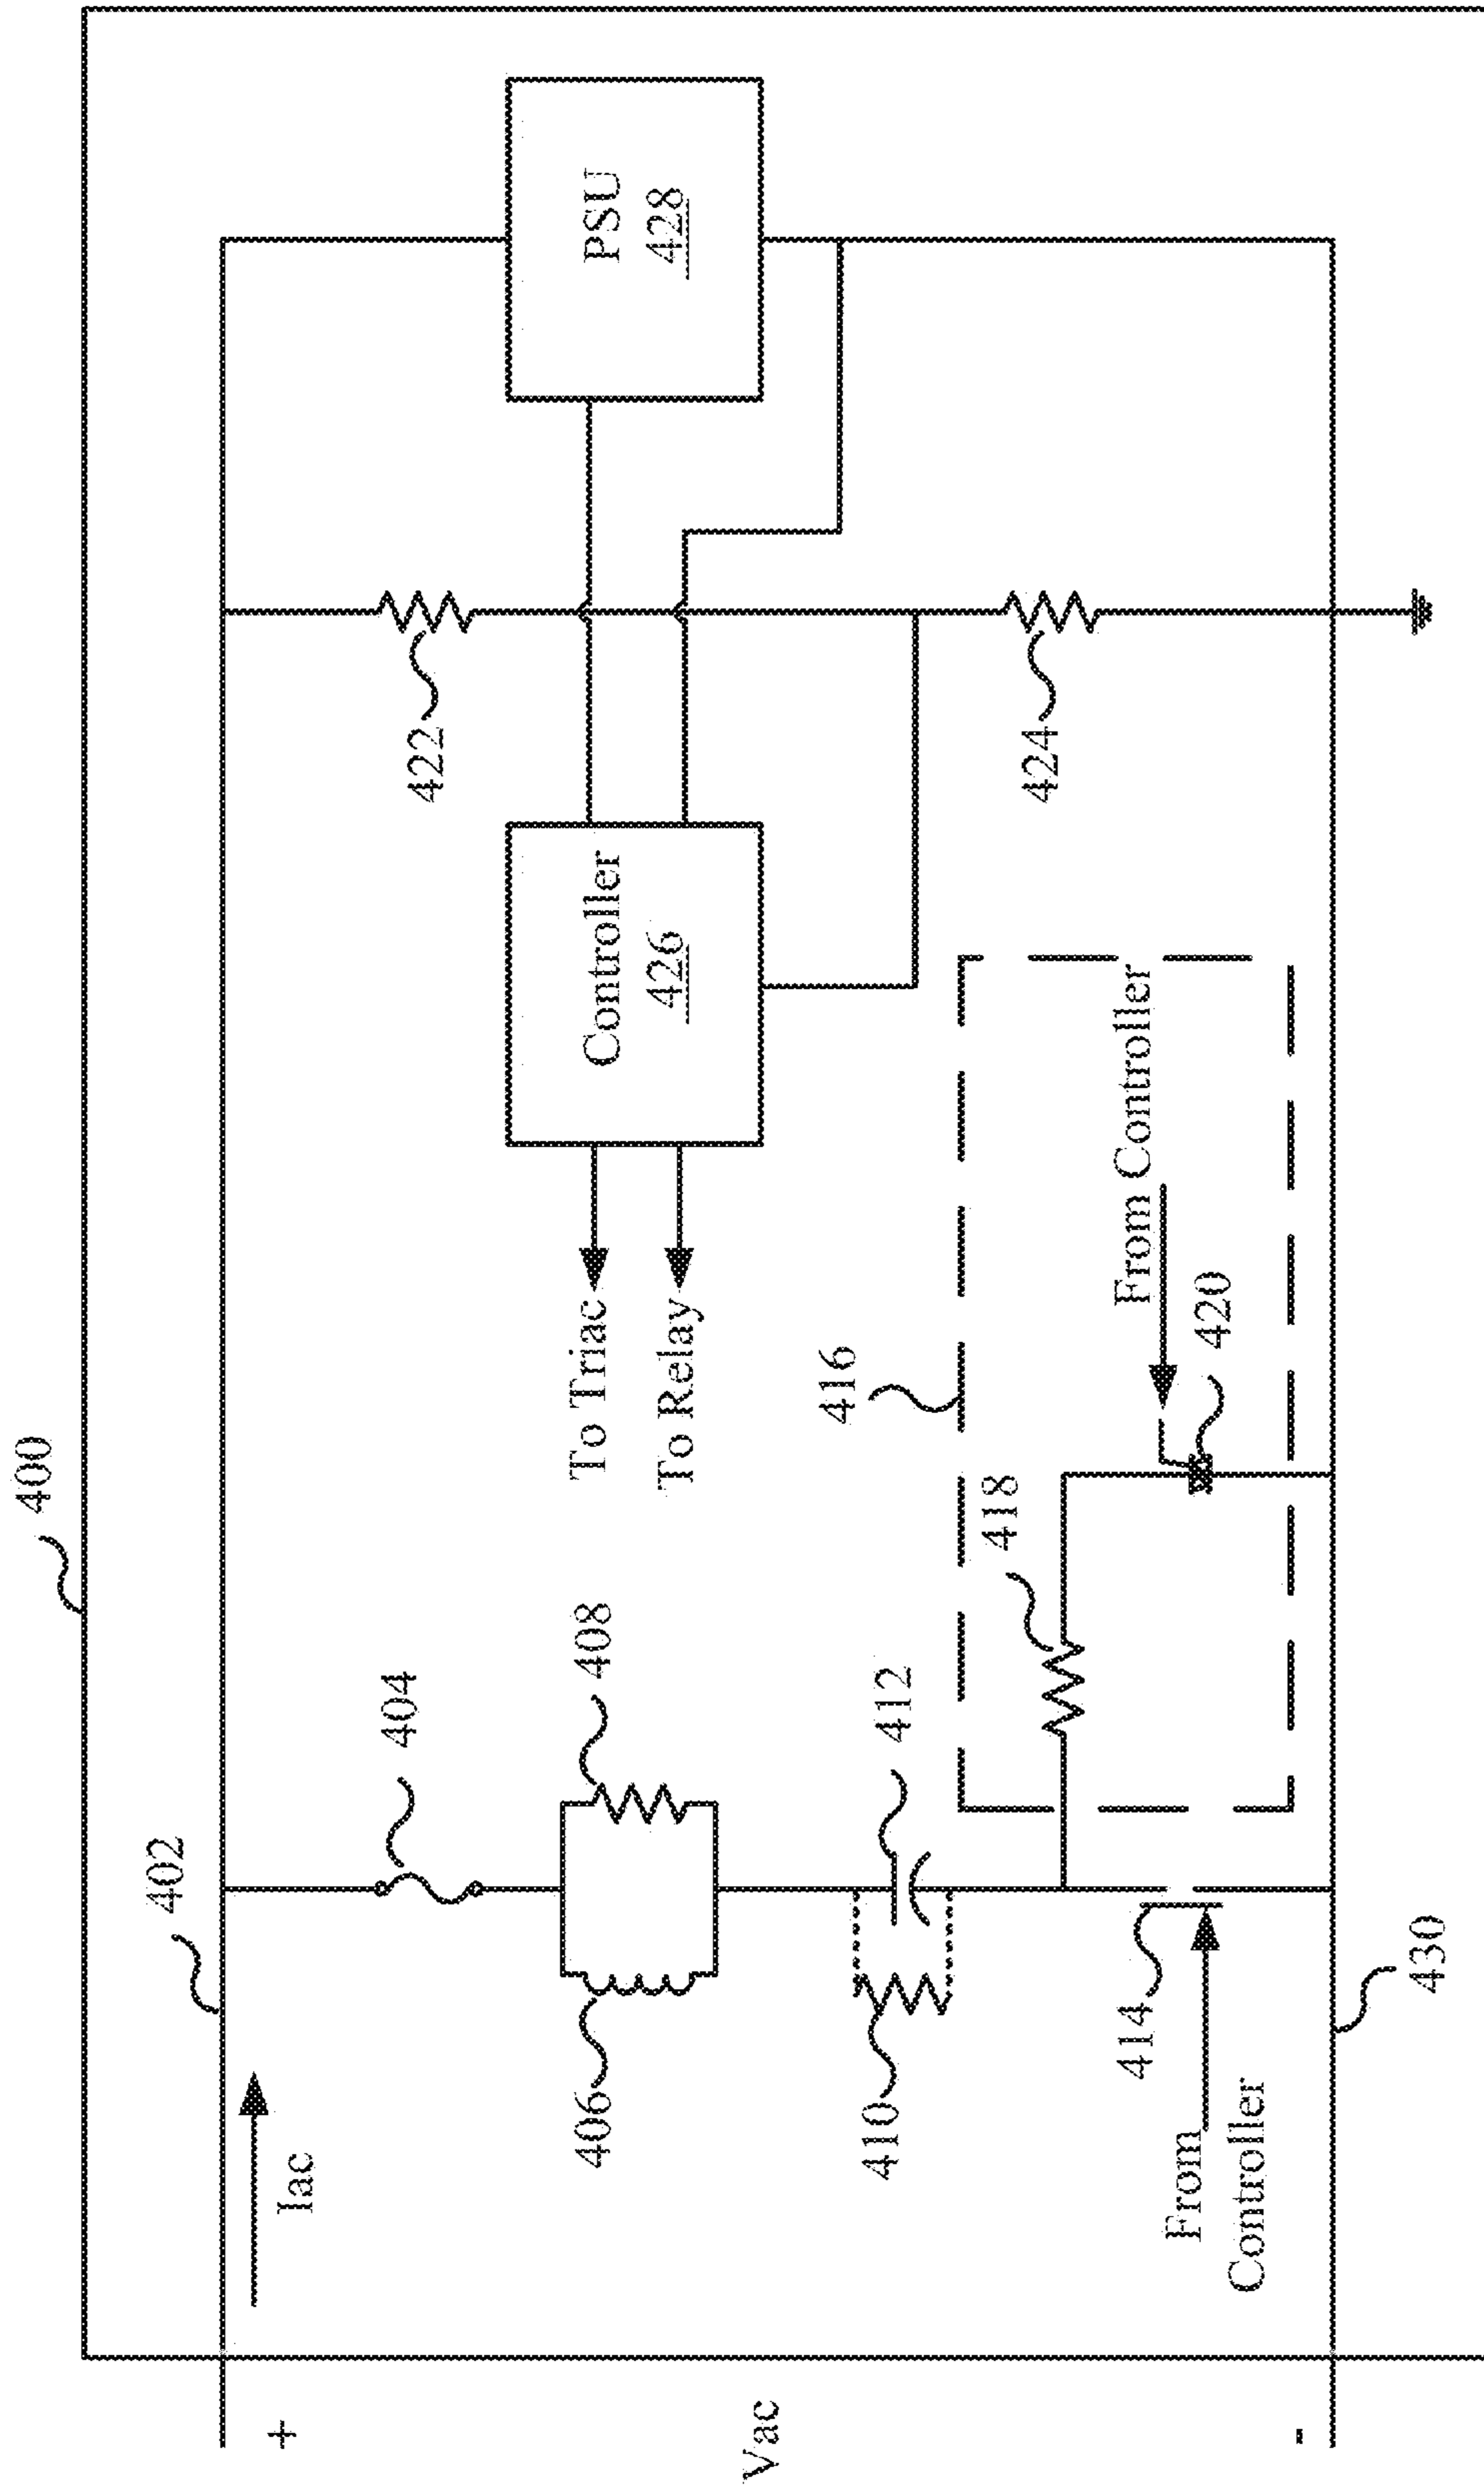 400
402
Iac
+
Vac
-
404
406
408
410
412
414
From
Controller
430
416
418
420
From Controller
To Triac
To Relay
Controller
426
422
424
PSU
428